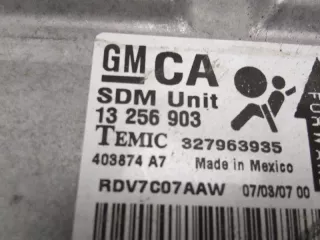 GM CA
SDM Unit
13 256 903
TEMIC 327963935
403874 A7 Made in Mexico
RDV7C07AAW 07/03/07 00